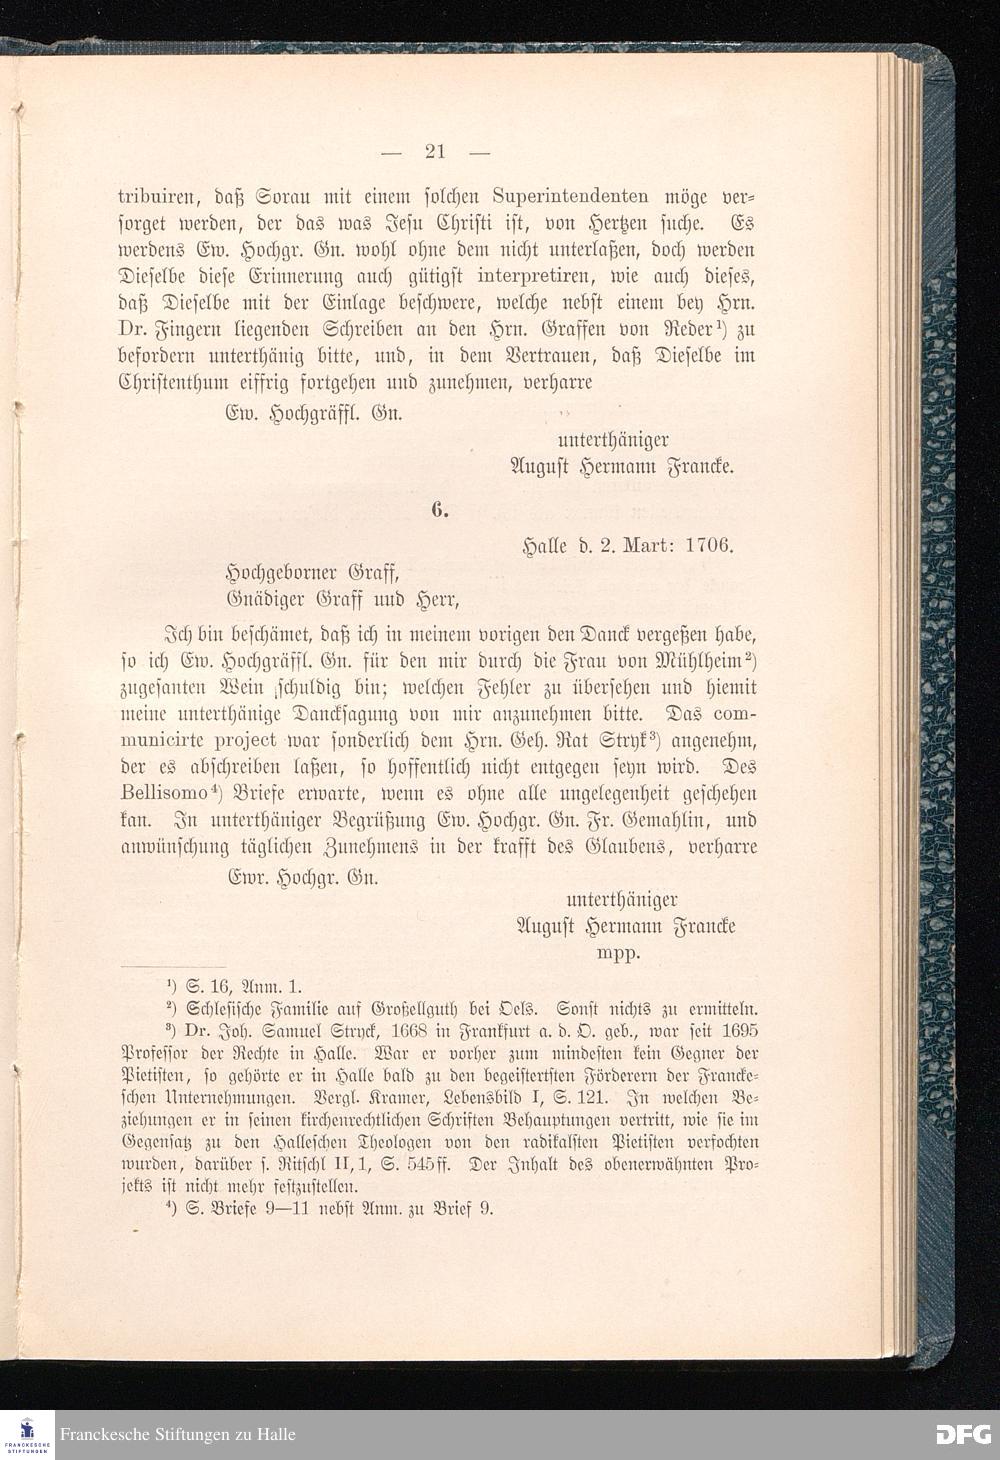 — 21 —
tribuiren, daß Sorau mit einem solchen Superintendenten möge ver-
sorget werden, der das was Jesu Christi ist, von Hertzen suche. Es
werdens Ew. Hochgr. Gn. wohl ohne dem nicht unterlaßen, doch werden
Dieselbe diese Erinnerung auch gütigst interpretiren, wie auch dieses,
daß Dieselbe mit der Einlage beschwere, welche nebst einem bey Hrn.
Dr. Fingern liegenden Schreiben an den Hrn. Graffen von Reder¹) zu
befordern unterthänig bitte, und, in dem Vertrauen, daß Dieselbe im
Christenthum eiffrig fortgehen und zunehmen, verharre
Ew. Hochgräffl. Gn.
unterthäniger
August Hermann Francke.
6.
Halle d. 2. Mart: 1706.
Hochgeborner Graff,
Gnädiger Graff und Herr,
Ich bin beschämet, daß ich in meinem vorigen den Danck vergeßen habe,
so ich Ew. Hochgräffl. Gn. für den mir durch die Frau von Mühlheim²)
zugesanten Wein schuldig bin; welchen Fehler zu übersehen und hiemit
meine unterthänige Dancksagung von mir anzunehmen bitte. Das com-
municirte project war sonderlich dem Hrn. Geh. Rat Stryk³) angenehm,
der es abschreiben laßen, so hoffentlich nicht entgegen seyn wird. Des
Bellisomo⁴) Briefe erwarte, wenn es ohne alle ungelegenheit geschehen
kan. In unterthäniger Begrüßung Ew. Hochgr. Gn. Fr. Gemahlin, und
anwünschung täglichen Zunehmens in der krafft des Glaubens, verharre
Ewr. Hochgr. Gn.
unterthäniger
August Hermann Francke
mpp.
¹) S. 16, Anm. 1.
²) Schlesische Familie auf Großellguth bei Oels. Sonst nichts zu ermitteln.
³) Dr. Joh. Samuel Stryck, 1668 in Frankfurt a. d. O. geb., war seit 1695
Professor der Rechte in Halle. War er vorher zum mindesten kein Gegner der
Pietisten, so gehörte er in Halle bald zu den begeistertsten Förderern der Francke-
schen Unternehmungen. Vergl. Kramer, Lebensbild I, S. 121. In welchen Be-
ziehungen er in seinen kirchenrechtlichen Schriften Behauptungen vertritt, wie sie im
Gegensatz zu den Halleschen Theologen von den radikalsten Pietisten verfochten
wurden, darüber s. Ritschl II, 1, S. 545 ff. Der Inhalt des obenerwähnten Pro-
jekts ist nicht mehr festzustellen.
⁴) S. Briefe 9—11 nebst Anm. zu Brief 9.
FRANCKESCHE
STIFTUNGEN
Franckesche Stiftungen zu Halle
DFG